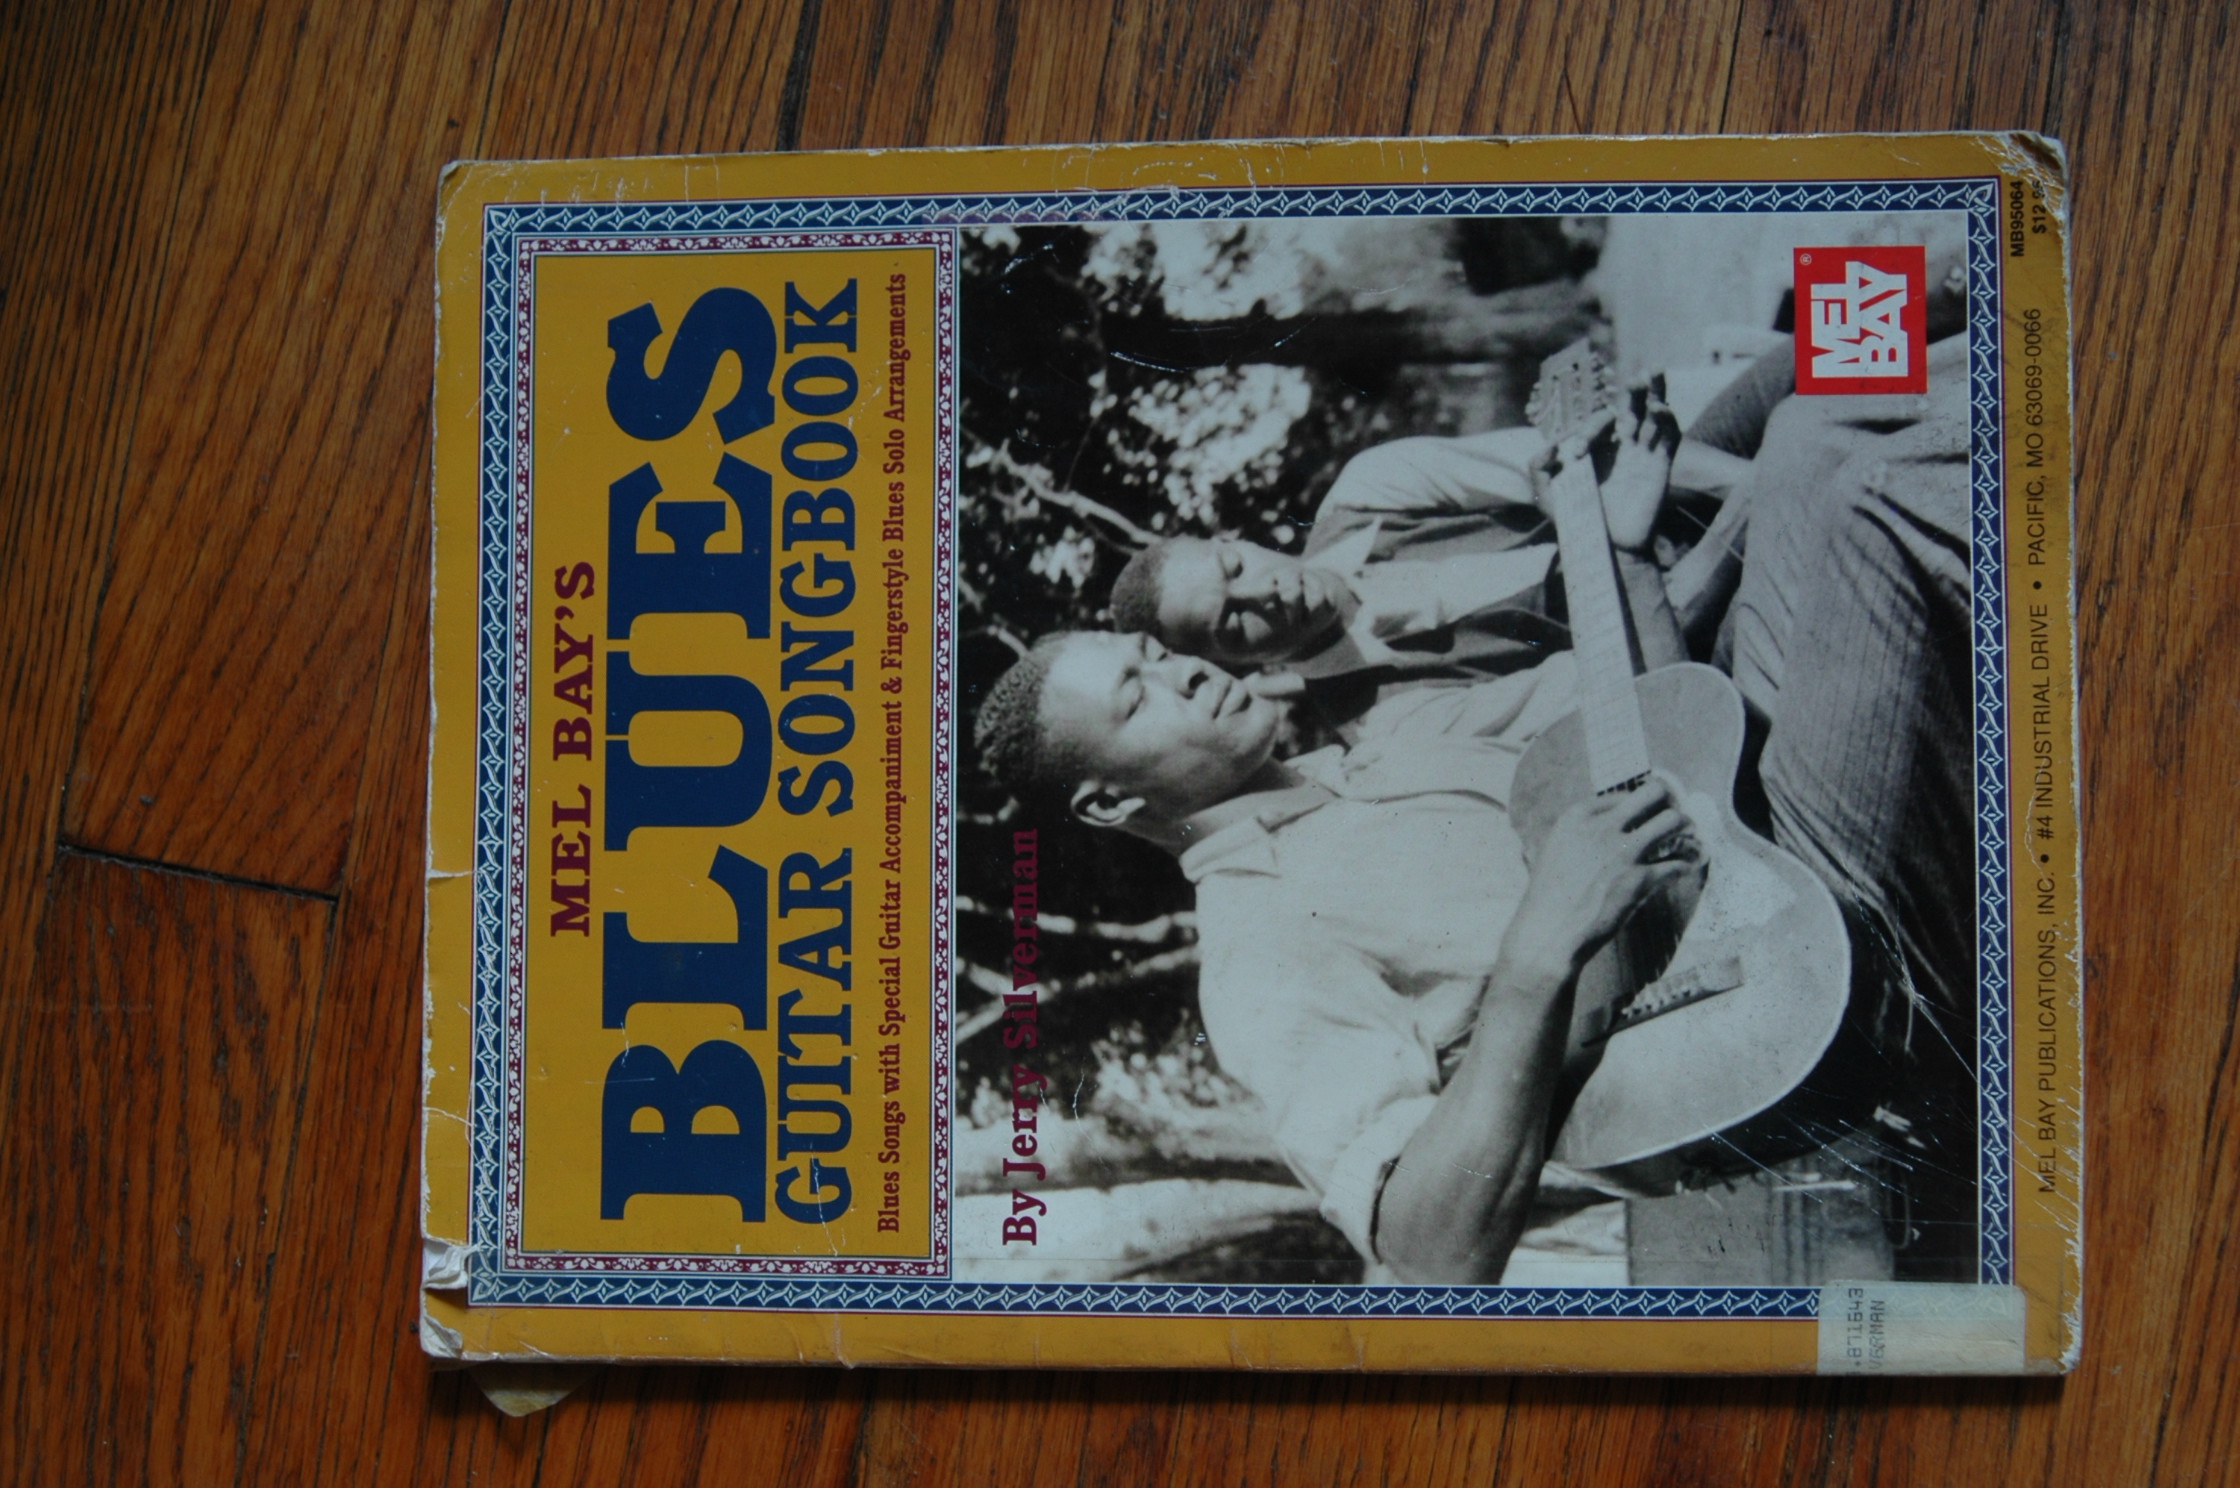 MEL BAY'S
BLUES
GUITAR SONGBOOK
Blues Songs with Special Guitar Accompaniment & Fingerstyle Blues Solo Arrangements
By Jerry Silverman
MEL
BAY
®
MB95064
MEL BAY PUBLICATIONS, INC. • #4 INDUSTRIAL DRIVE • PACIFIC, MO 63069-0066